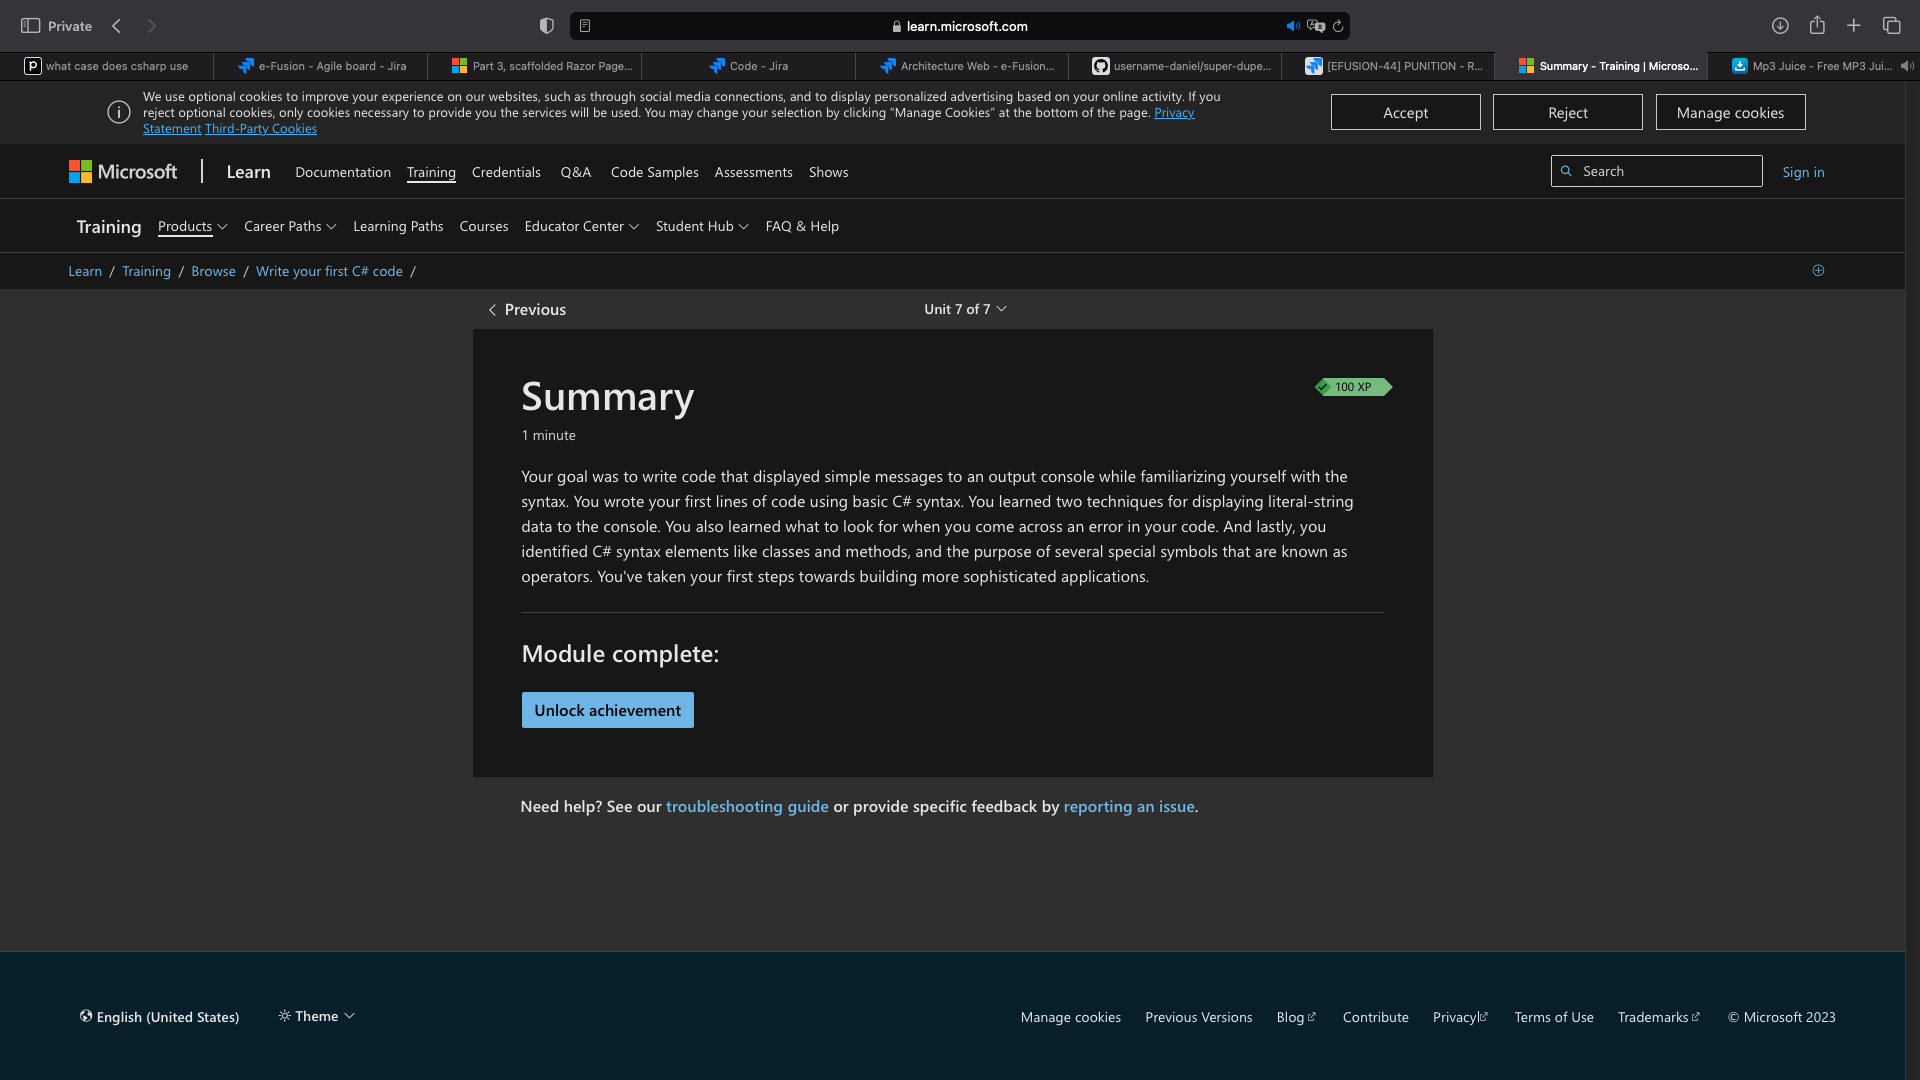 Private
learn.microsoft.com
what case does csharp use
e-Fusion - Agile board - Jira
Part 3, scaffolded Razor Page...
Code - Jira
Architecture Web - e-Fusion...
username-daniel/super-dupe...
[EFUSION-44] PUNITION - R...
Summary - Training | Microso...
Mp3 Juice - Free MP3 Jui...
We use optional cookies to improve your experience on our websites, such as through social media connections, and to display personalized advertising based on your online activity. If you
reject optional cookies, only cookies necessary to provide you the services will be used. You may change your selection by clicking “Manage Cookies” at the bottom of the page. Privacy
Statement Third-Party Cookies
Accept
Reject
Manage cookies
Microsoft
Learn
Documentation
Training
Credentials
Q&A
Code Samples
Assessments
Shows
Search
Sign in
Training
Products
Career Paths
Learning Paths
Courses
Educator Center
Student Hub
FAQ & Help
Learn / Training / Browse / Write your first C# code /
Previous
Unit 7 of 7
Summary
100 XP
1 minute
Your goal was to write code that displayed simple messages to an output console while familiarizing yourself with the
syntax. You wrote your first lines of code using basic C# syntax. You learned two techniques for displaying literal-string
data to the console. You also learned what to look for when you come across an error in your code. And lastly, you
identified C# syntax elements like classes and methods, and the purpose of several special symbols that are known as
operators. You've taken your first steps towards building more sophisticated applications.
Module complete:
Unlock achievement
Need help? See our troubleshooting guide or provide specific feedback by reporting an issue.
English (United States)
Theme
Manage cookies
Previous Versions
Blog
Contribute
Privacy
Terms of Use
Trademarks
© Microsoft 2023